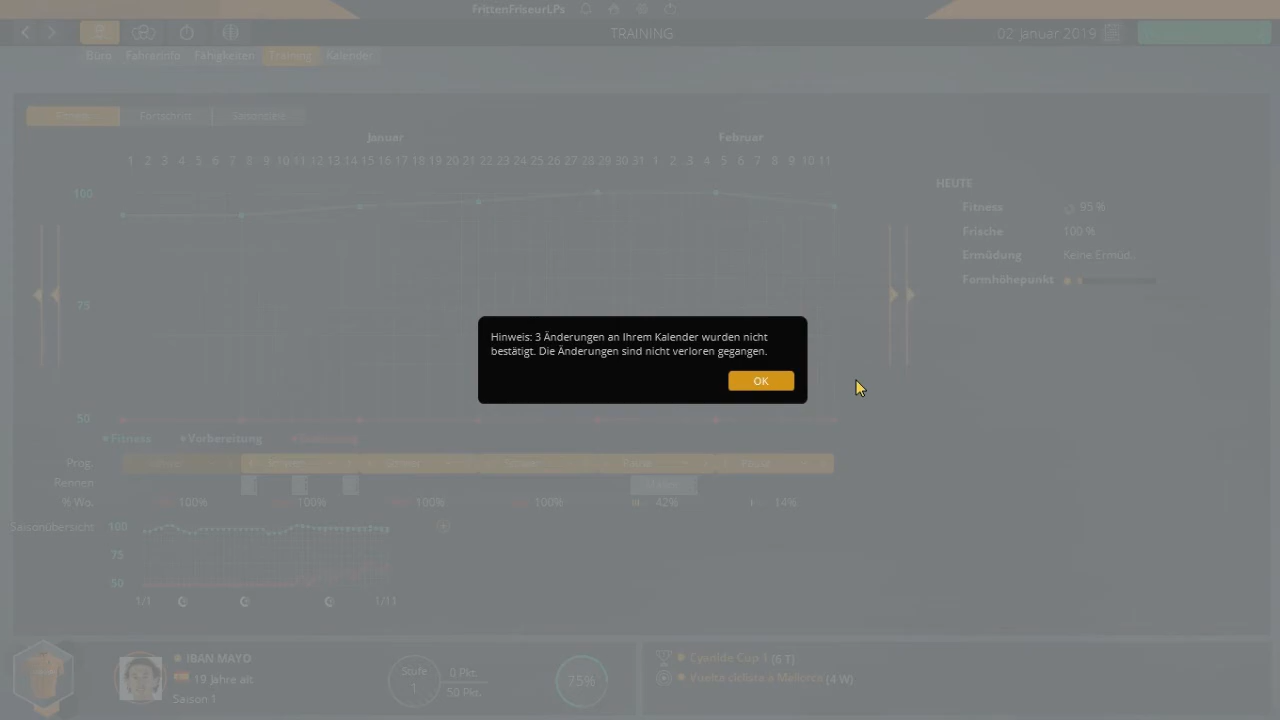 frittenFriseurLPs
TRAINING
02 Januar 2019
Büro Fahrerinfo Fähigkeiten Training Kalender
Fitness Fortschritt Saisonziele
Januar Februar
1 2 3 4 5 6 7 8 9 10 11 12 13 14 15 16 17 18 19 20 21 22 23 24 25 26 27 28 29 30 31 1 2 3 4 5 6 7 8 9 10 11
100
75
50
HEUTE
Fitness 95 %
Frische 100 %
Ermüdung Keine Ermüd..
Formhöhepunkt
Hinweis: 3 Änderungen an Ihrem Kalender wurden nicht
bestätigt. Die Änderungen sind nicht verloren gegangen.
OK
Fitness Vorbereitung
Prog.
Rennen
% Wo. 100% 100% 100% 100% 42% 14%
Saisonübersicht 100
75
50
1/1 1/11
IBAN MAYO
19 Jahre alt
Saison 1
Stufe
1
0 Pkt.
50 Pkt.
75%
Cyanide Cup 1 (6 T)
Vuelta ciclista a Mallorca (4 W)